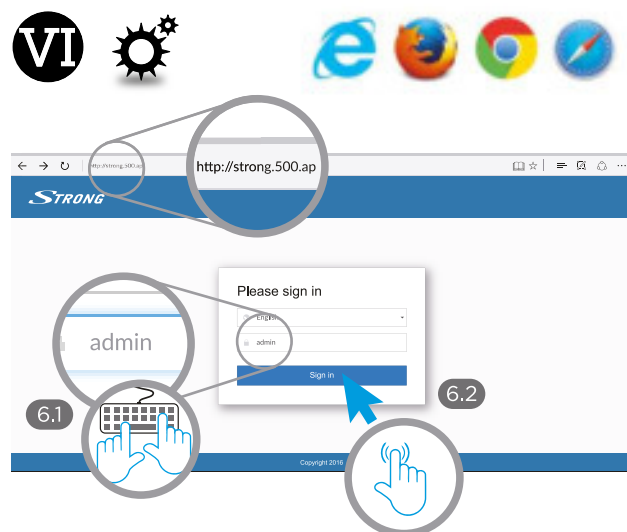 VI
http://strong.500.ap
http://strong.500.ap
STRONG
Please sign in
English
admin
admin
Sign in
6.1
6.2
Copyright 2016